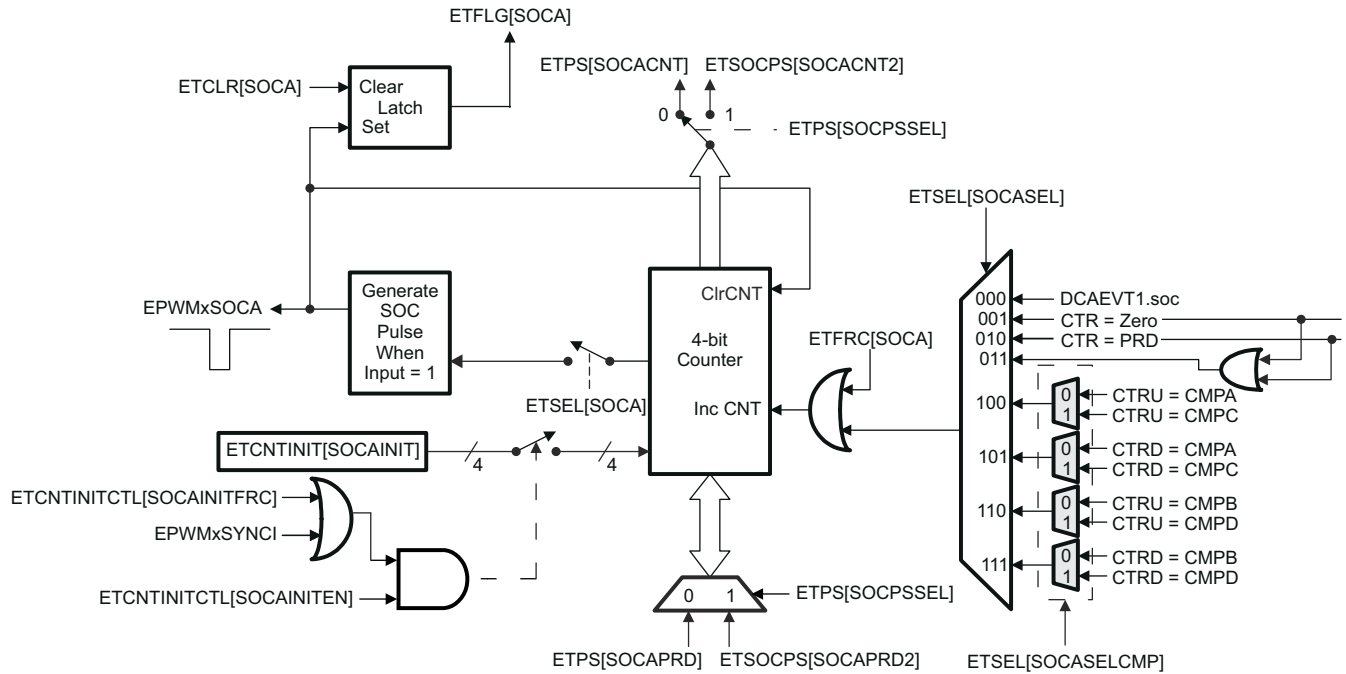 ETFLG[SOCA]
ETPS[SOCACNT]
ETSOCPS[SOCACNT2]
ETCLR[SOCA]
Clear
Latch
Set
0
1
ETPS[SOCPSSEL]
ETSEL[SOCASEL]
EPWMxSOCA
Generate
SOC
Pulse
When
Input = 1
ClrCNT
4-bit
Counter
Inc CNT
ETSEL[SOCA]
ETFRC[SOCA]
000
DCAEVT1.soc
001
CTR = Zero
010
CTR = PRD
011
100
0
1
CTRU = CMPA
CTRU = CMPC
101
0
1
CTRD = CMPA
CTRD = CMPC
110
0
1
CTRU = CMPB
CTRU = CMPD
111
0
1
CTRD = CMPB
CTRD = CMPD
ETSEL[SOCASELCMP]
ETCNTINIT[SOCAINIT]
4
4
ETCNTINITCTL[SOCAINITFRC]
EPWMxSYNCI
ETCNTINITCTL[SOCAINITEN]
0
1
ETPS[SOCPSSEL]
ETPS[SOCAPRD]
ETSOCPS[SOCAPRD2]